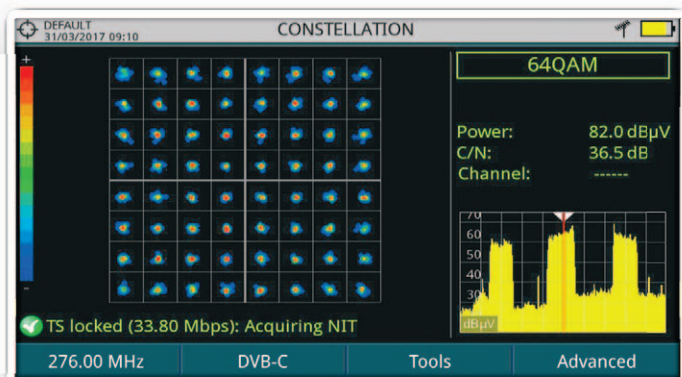 DEFAULT
31/03/2017 09:10
CONSTELLATION
+
-
64QAM
Power: 82.0 dBµV
C/N: 36.5 dB
Channel: ------
70
60
50
40
30
dBµV
TS locked (33.80 Mbps): Acquiring NIT
276.00 MHz
DVB-C
Tools
Advanced